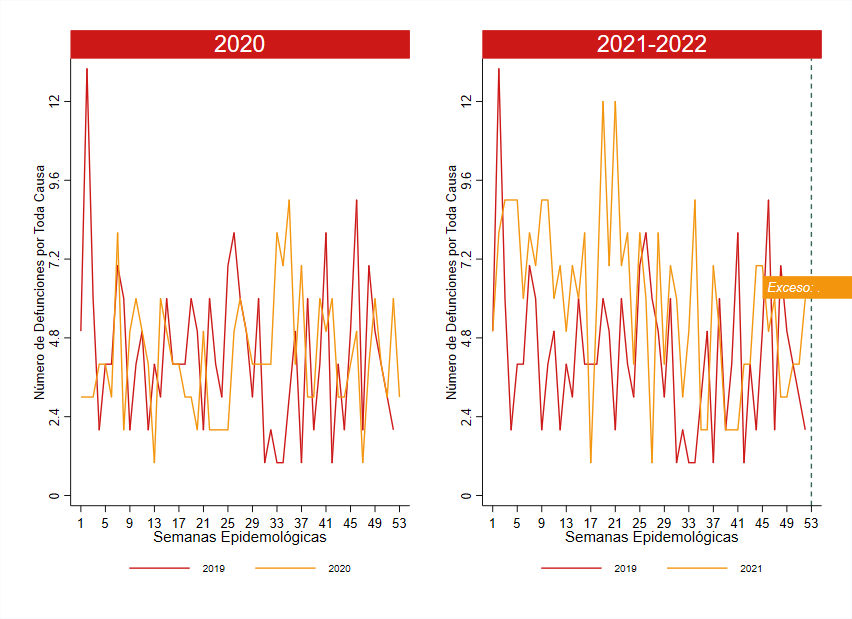 2020
Número de Defunciones por Toda Causa
12
9.6
7.2
4.8
2.4
0
1 5 9 13 17 21 25 29 33 37 41 45 49 53
Semanas Epidemológicas
2019 2020
2021-2022
Número de Defunciones por Toda Causa
12
9.6
7.2
4.8
2.4
0
Exceso: .
1 5 9 13 17 21 25 29 33 37 41 45 49 53
Semanas Epidemológicas
2019 2021